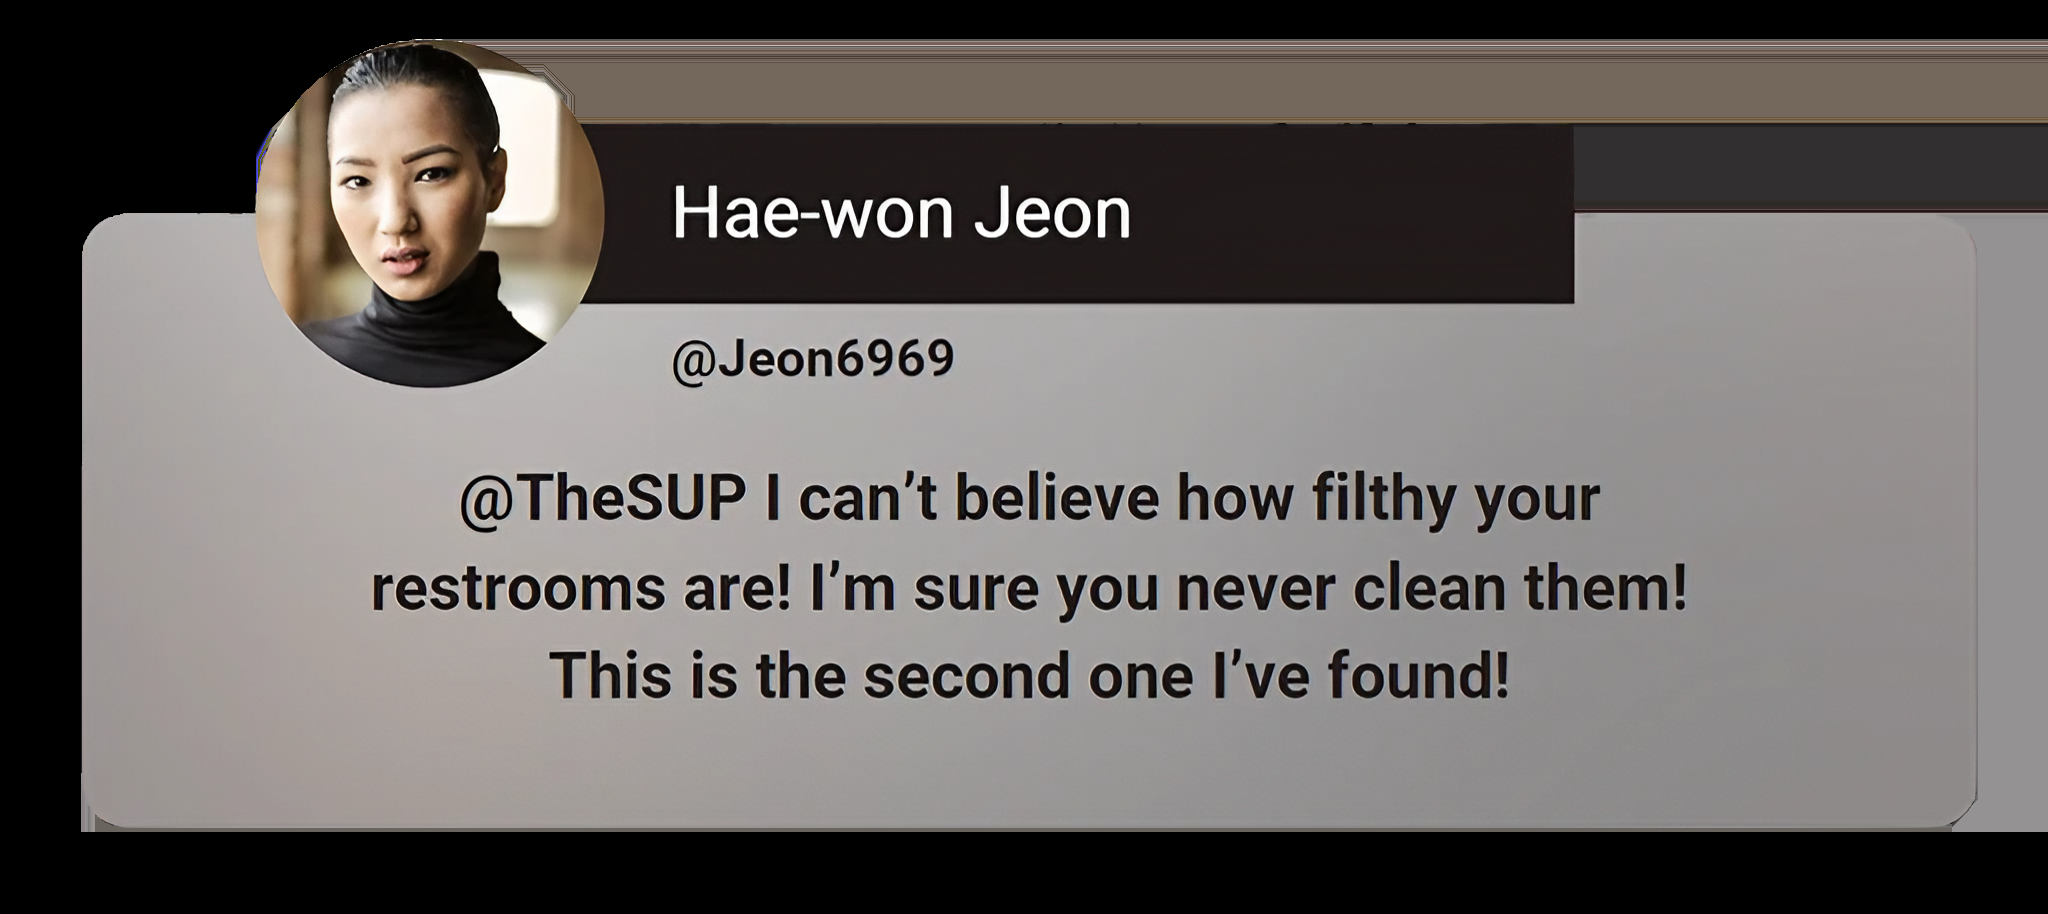 Hae-won Jeon
@Jeon6969
@TheSUP I can’t believe how filthy your
restrooms are! I’m sure you never clean them!
This is the second one I’ve found!